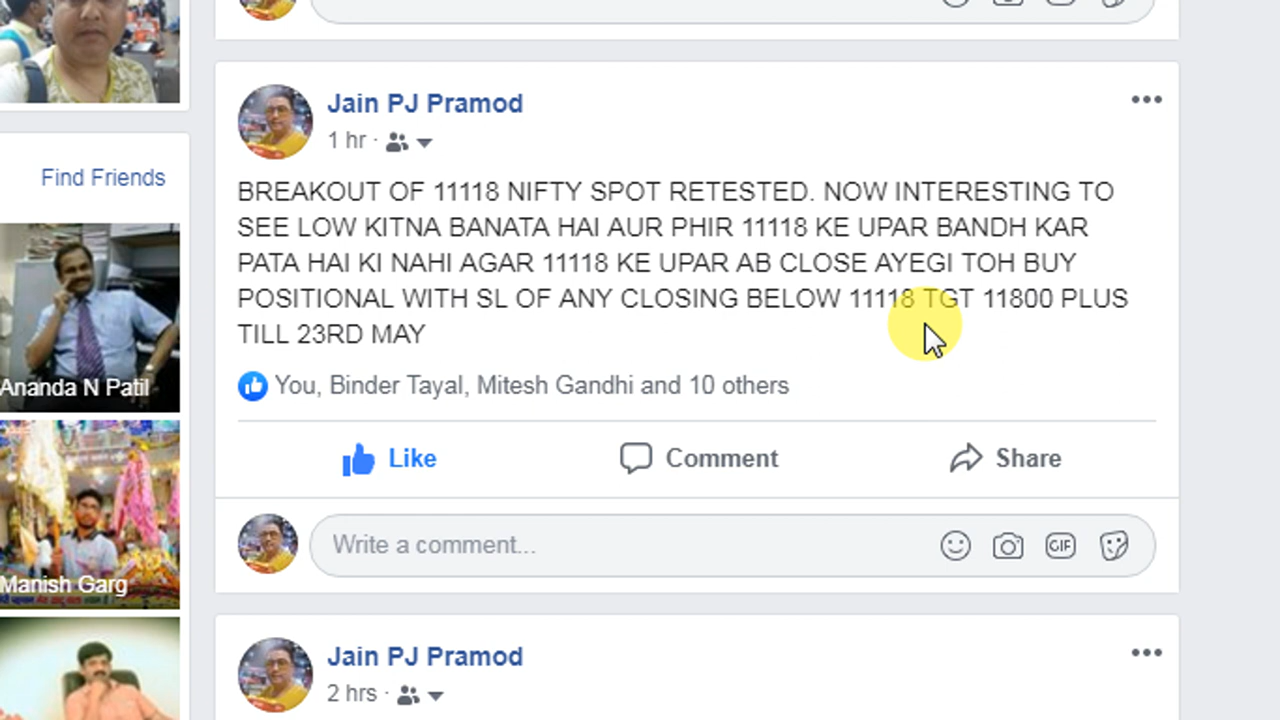 Find Friends
Ananda N Patil
Manish Garg
Jain PJ Pramod
1 hr ·
BREAKOUT OF 11118 NIFTY SPOT RETESTED. NOW INTERESTING TO
SEE LOW KITNA BANATA HAI AUR PHIR 11118 KE UPAR BANDH KAR
PATA HAI KI NAHI AGAR 11118 KE UPAR AB CLOSE AYEGI TOH BUY
POSITIONAL WITH SL OF ANY CLOSING BELOW 11118 TGT 11800 PLUS
TILL 23RD MAY
You, Binder Tayal, Mitesh Gandhi and 10 others
Like Comment Share
Write a comment...
GIF
Jain PJ Pramod
2 hrs ·